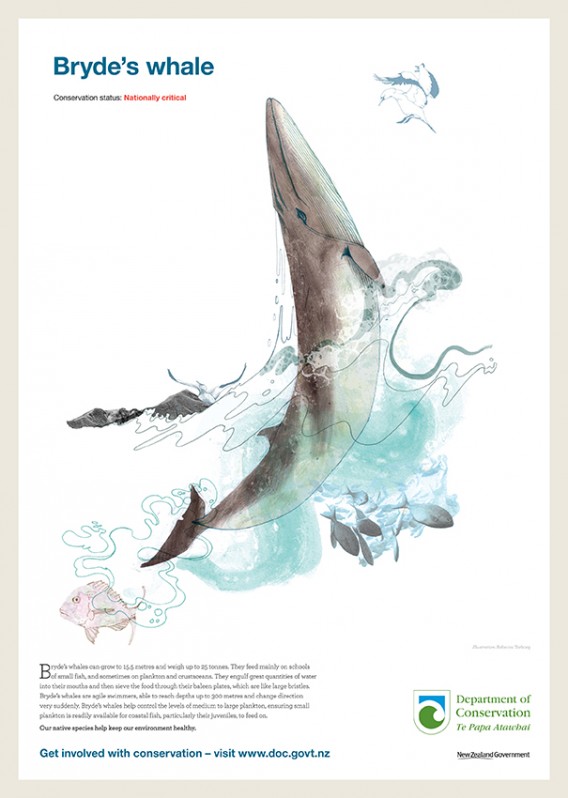 Bryde's whale
Conservation status: Nationally critical
Bryde's whales can grow to 15.5 metres and weigh up to 25 tonnes. They feed mainly on schools
of small fish, and sometimes on plankton and crustaceans. They engulf great quantities of water
into their mouths and then sieve the food through their baleen plates, which are like large bristles.
Bryde's whales are agile swimmers, able to reach depths up to 300 metres and change direction
very suddenly. Bryde's whales help control the levels of medium to large plankton, ensuring small
plankton is readily available for coastal fish, particularly their juveniles, to feed on.
Our native species help keep our environment healthy.
Get involved with conservation – visit www.doc.govt.nz
Illustration: Rebecca
Department of
Conservation
Te Papa Atawhai
New Zealand Government